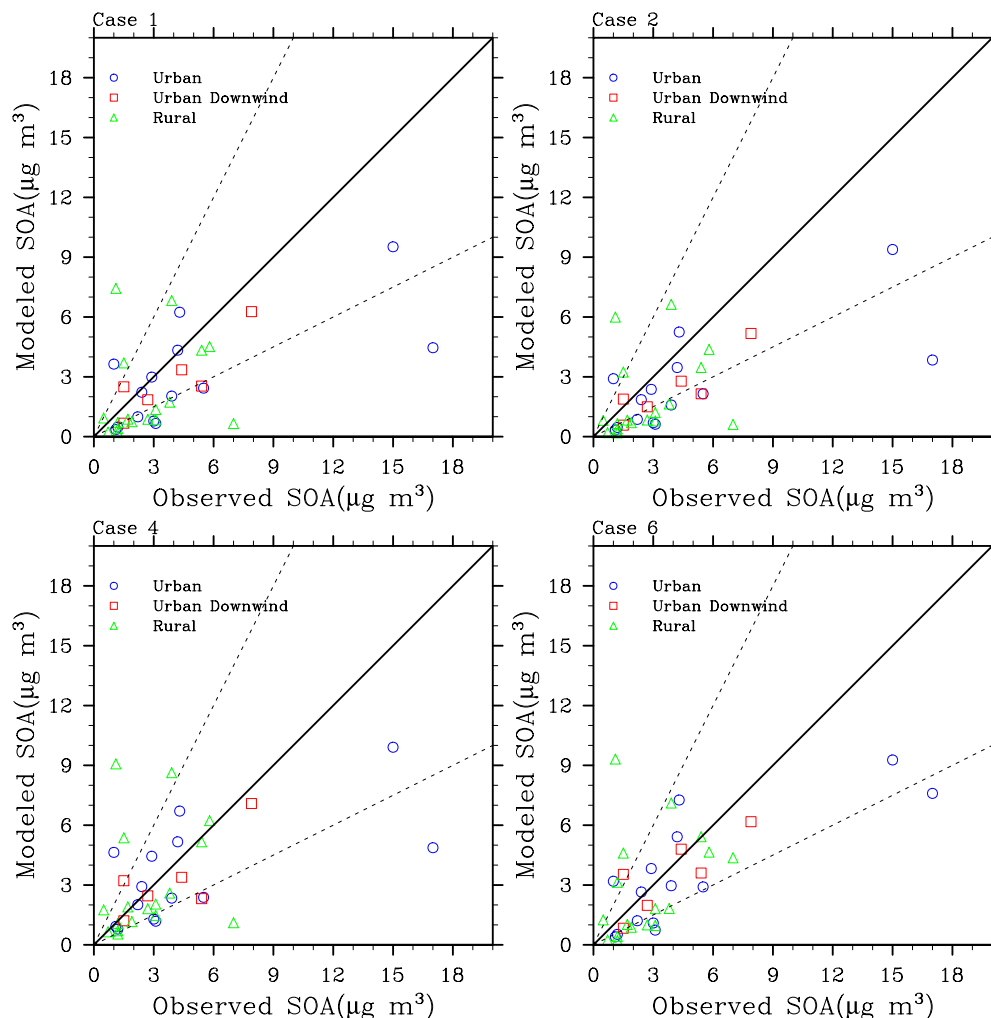 Case 1
Case 2
Urban
Urban Downwind
Rural
Urban
Urban Downwind
Rural
Modeled SOA(μg m³)
18
15
12
9
6
3
0
Modeled SOA(μg m³)
18
15
12
9
6
3
0
0 3 6 9 12 15 18
0 3 6 9 12 15 18
Observed SOA(μg m³)
Observed SOA(μg m³)
Case 4
Case 6
Urban
Urban Downwind
Rural
Urban
Urban Downwind
Rural
Modeled SOA(μg m³)
18
15
12
9
6
3
0
Modeled SOA(μg m³)
18
15
12
9
6
3
0
0 3 6 9 12 15 18
0 3 6 9 12 15 18
Observed SOA(μg m³)
Observed SOA(μg m³)